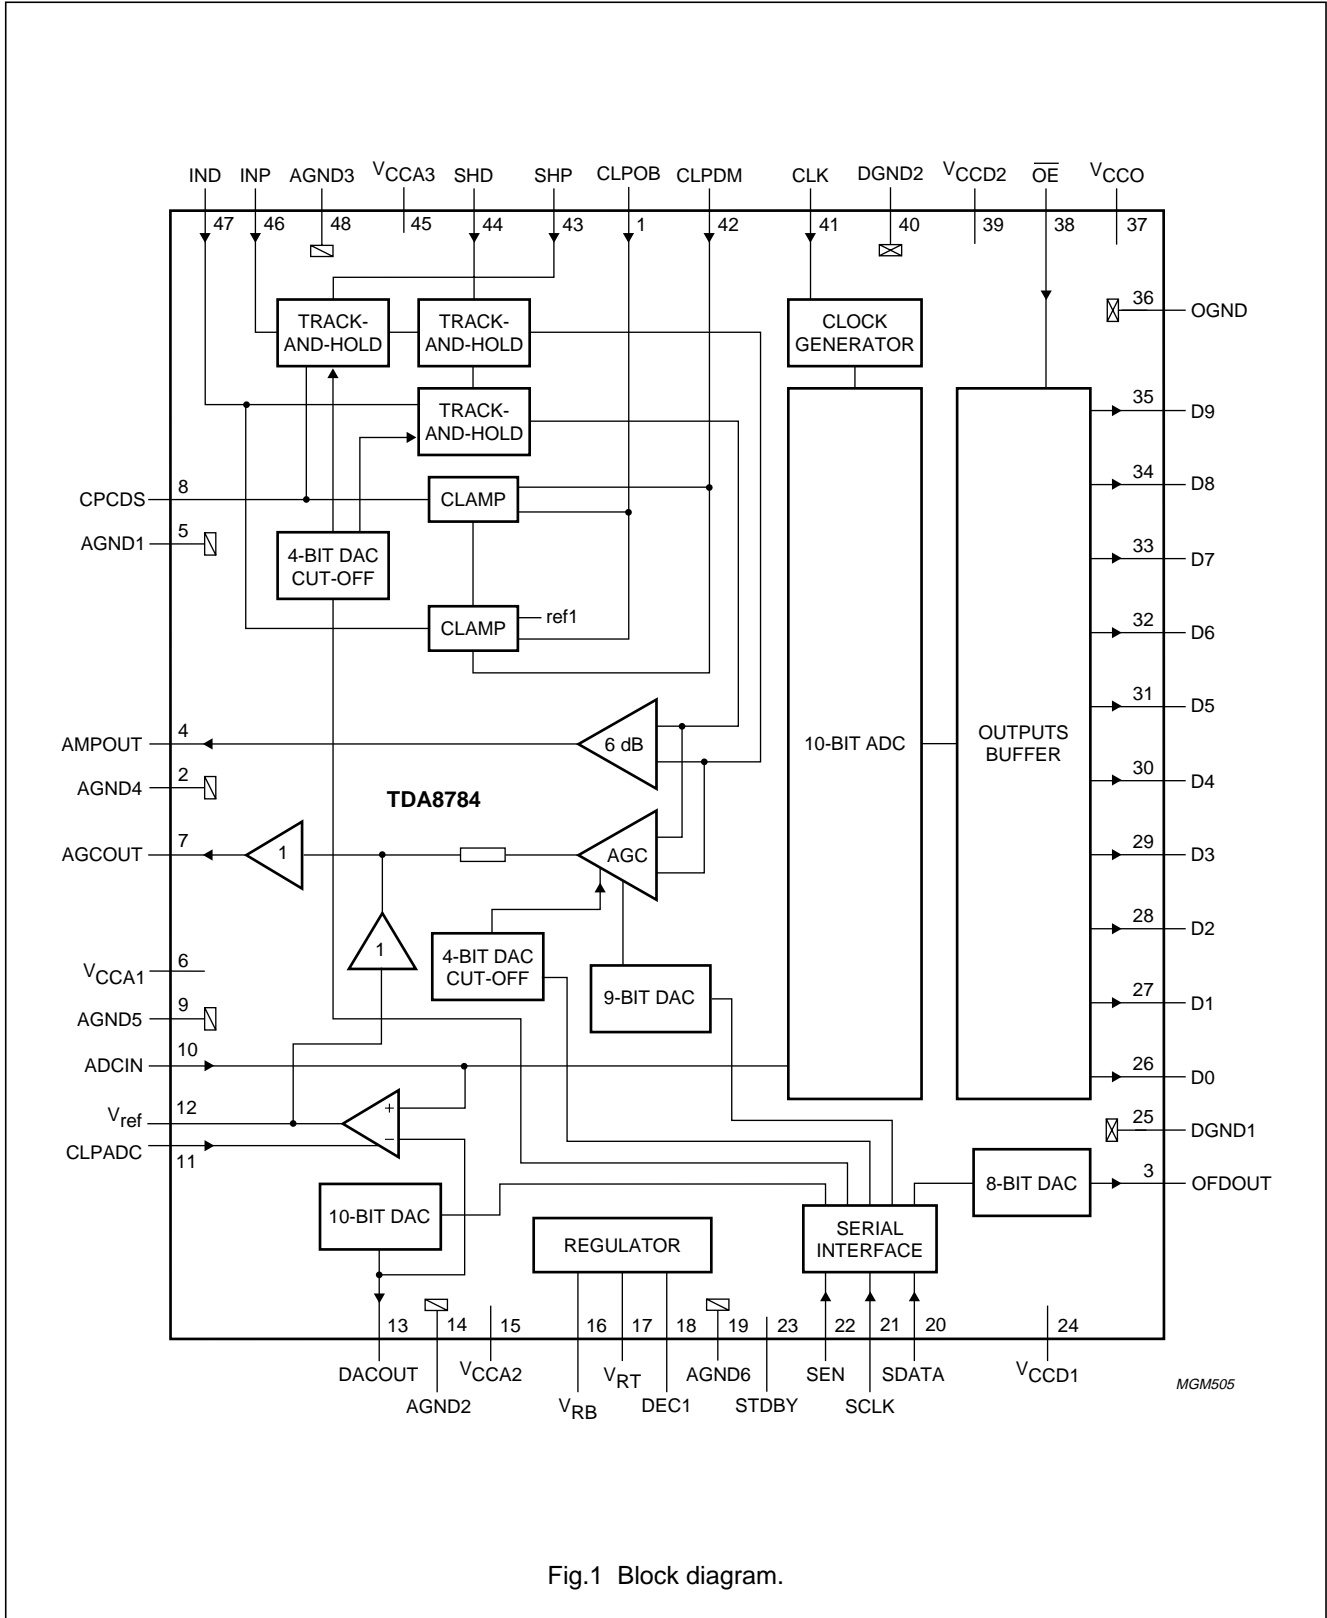 IND INP AGND3 VCCA3 SHD SHP CLPOB CLPDM CLK DGND2 VCCD2 OE VCCO
47 46 48 45 44 43 1 42 41 40 39 38 37
36 OGND
TRACK-
AND-HOLD
TRACK-
AND-HOLD
CLOCK
GENERATOR
TRACK-
AND-HOLD
35 D9
CPCDS 8
CLAMP
34 D8
AGND1 5
4-BIT DAC
CUT-OFF
33 D7
CLAMP
ref1
32 D6
31 D5
AMPOUT 4
6 dB
10-BIT ADC
OUTPUTS
BUFFER
AGND4 2
TDA8784
30 D4
AGCOUT 7
1
AGC
29 D3
1
4-BIT DAC
CUT-OFF
28 D2
VCCA1 6
9-BIT DAC
27 D1
AGND5 9
ADCIN 10
26 D0
Vref 12
+
−
CLPADC
11
25 DGND1
10-BIT DAC
8-BIT DAC
3 OFDOUT
REGULATOR
SERIAL
INTERFACE
13 14 15 16 17 18 19 23 22 21 20 24
DACOUT AGND2 VCCA2 VRB VRT DEC1 AGND6 STDBY SEN SCLK SDATA VCCD1
MGM505
Fig.1 Block diagram.